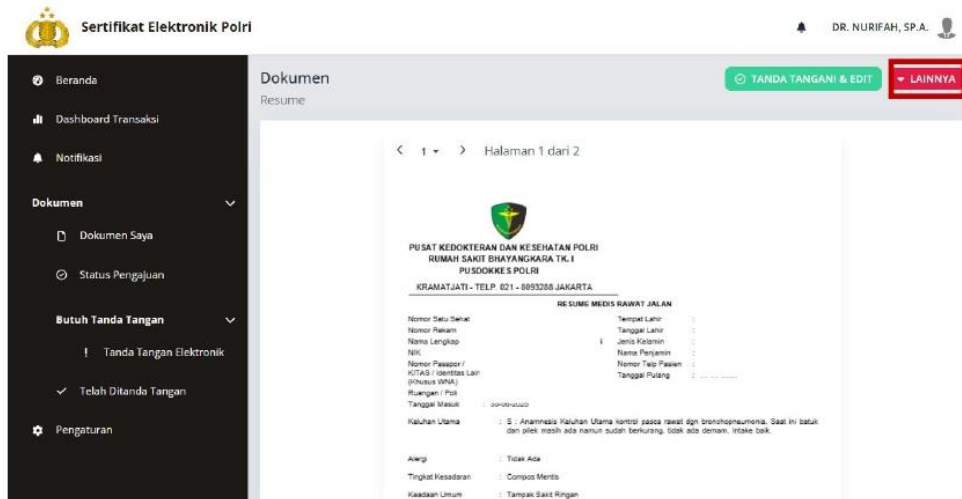 Sertifikat Elektronik Polri
DR. NURIFAH, SP.A.
Beranda
Dashboard Transaksi
Notifikasi
Dokumen
Dokumen Saya
Status Pengajuan
Butuh Tanda Tangan
! Tanda Tangan Elektronik
Telah Ditanda Tangan
Pengaturan
Dokumen
Resume
TANDA TANGANI & EDIT
LAINNYA
1
Halaman 1 dari 2
PUSAT KEDOKTERAN DAN KESEHATAN POLRI
RUMAH SAKIT BHAYANGKARA TK. I
PUSDOKKES POLRI
KRAMATJATI - TELP. 021 - 8093288 JAKARTA
RESUME MEDIS RAWAT JALAN
Nomor Satu Sehat
Nomor Rekam
Nama Lengkap
NIK
Nomor Passpor /
KITAS / Identitas Lain
(Khusus WNA)
Ruangan / Poli
Tanggal Masuk :
Tempat Lahir :
Tanggal Lahir :
Jenis Kelamin :
Nama Penjamin :
Nomor Telp Pasien :
Tanggal Pulang :
Keluhan Utama : S : Anamnesis Keluhan Utama kontrol pasca rawat dgn bronchopneumonia. Saat ini batuk
dan pilek masih ada namun sudah berkurang, tidak ada demam, intake baik.
Alergi : Tidak Ada
Tingkat Kesadaran : Compos Mentis
Keadaan Umum : Tampak Sakit Ringan